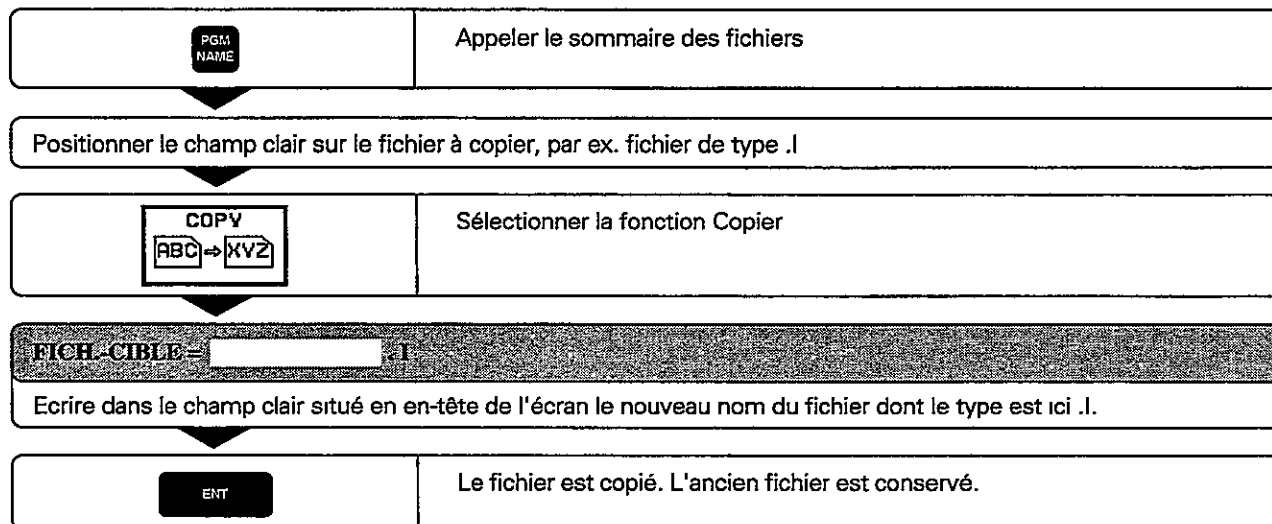 PGM
NAME
Appeler le sommaire des fichiers
Positionner le champ clair sur le fichier à copier, par ex. fichier de type .I
COPY
ABC⇒XYZ
Sélectionner la fonction Copier
FICH.-CIBLE = .I
Ecrire dans le champ clair situé en en-tête de l'écran le nouveau nom du fichier dont le type est ici .I.
ENT
Le fichier est copié. L'ancien fichier est conservé.